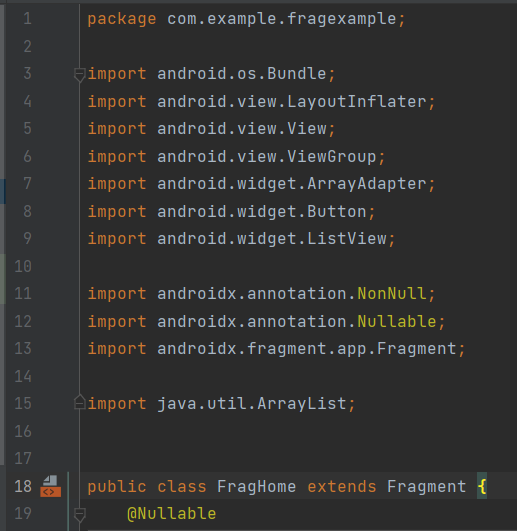 1 package com.example.fragexample;
2
3 import android.os.Bundle;
4 import android.view.LayoutInflater;
5 import android.view.View;
6 import android.view.ViewGroup;
7 import android.widget.ArrayAdapter;
8 import android.widget.Button;
9 import android.widget.ListView;
10
11 import androidx.annotation.NonNull;
12 import androidx.annotation.Nullable;
13 import androidx.fragment.app.Fragment;
14
15 import java.util.ArrayList;
16
17
18 <> public class FragHome extends Fragment {
19 @Nullable